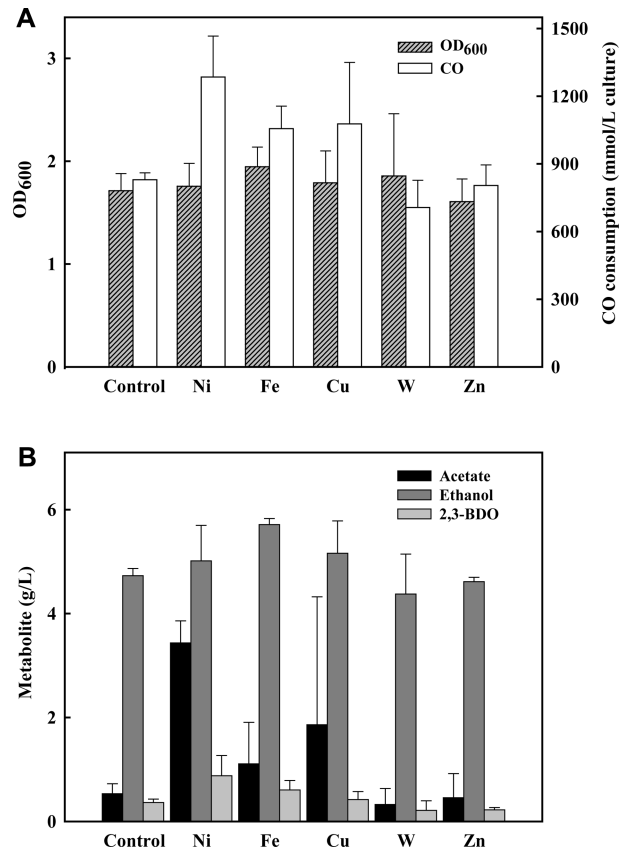 A
OD600
CO
3
2
1
0
OD600
1500
1200
900
600
300
0
CO consumption (mmol/L culture)
Control Ni Fe Cu W Zn
B
Acetate
Ethanol
2,3-BDO
6
4
2
0
Metabolite (g/L)
Control Ni Fe Cu W Zn